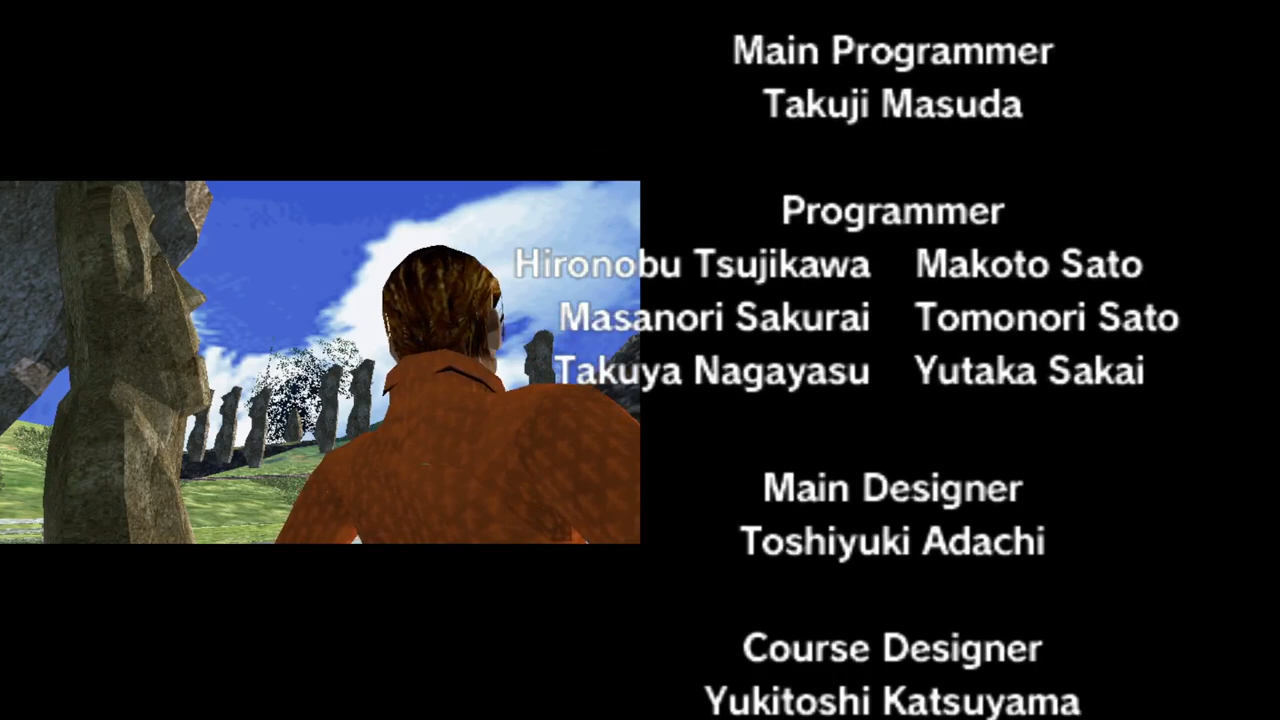 Main Programmer
Takuji Masuda
Programmer
Hironobu Tsujikawa Makoto Sato
Masanori Sakurai Tomonori Sato
Takuya Nagayasu Yutaka Sakai
Main Designer
Toshiyuki Adachi
Course Designer
Yukitoshi Katsuyama